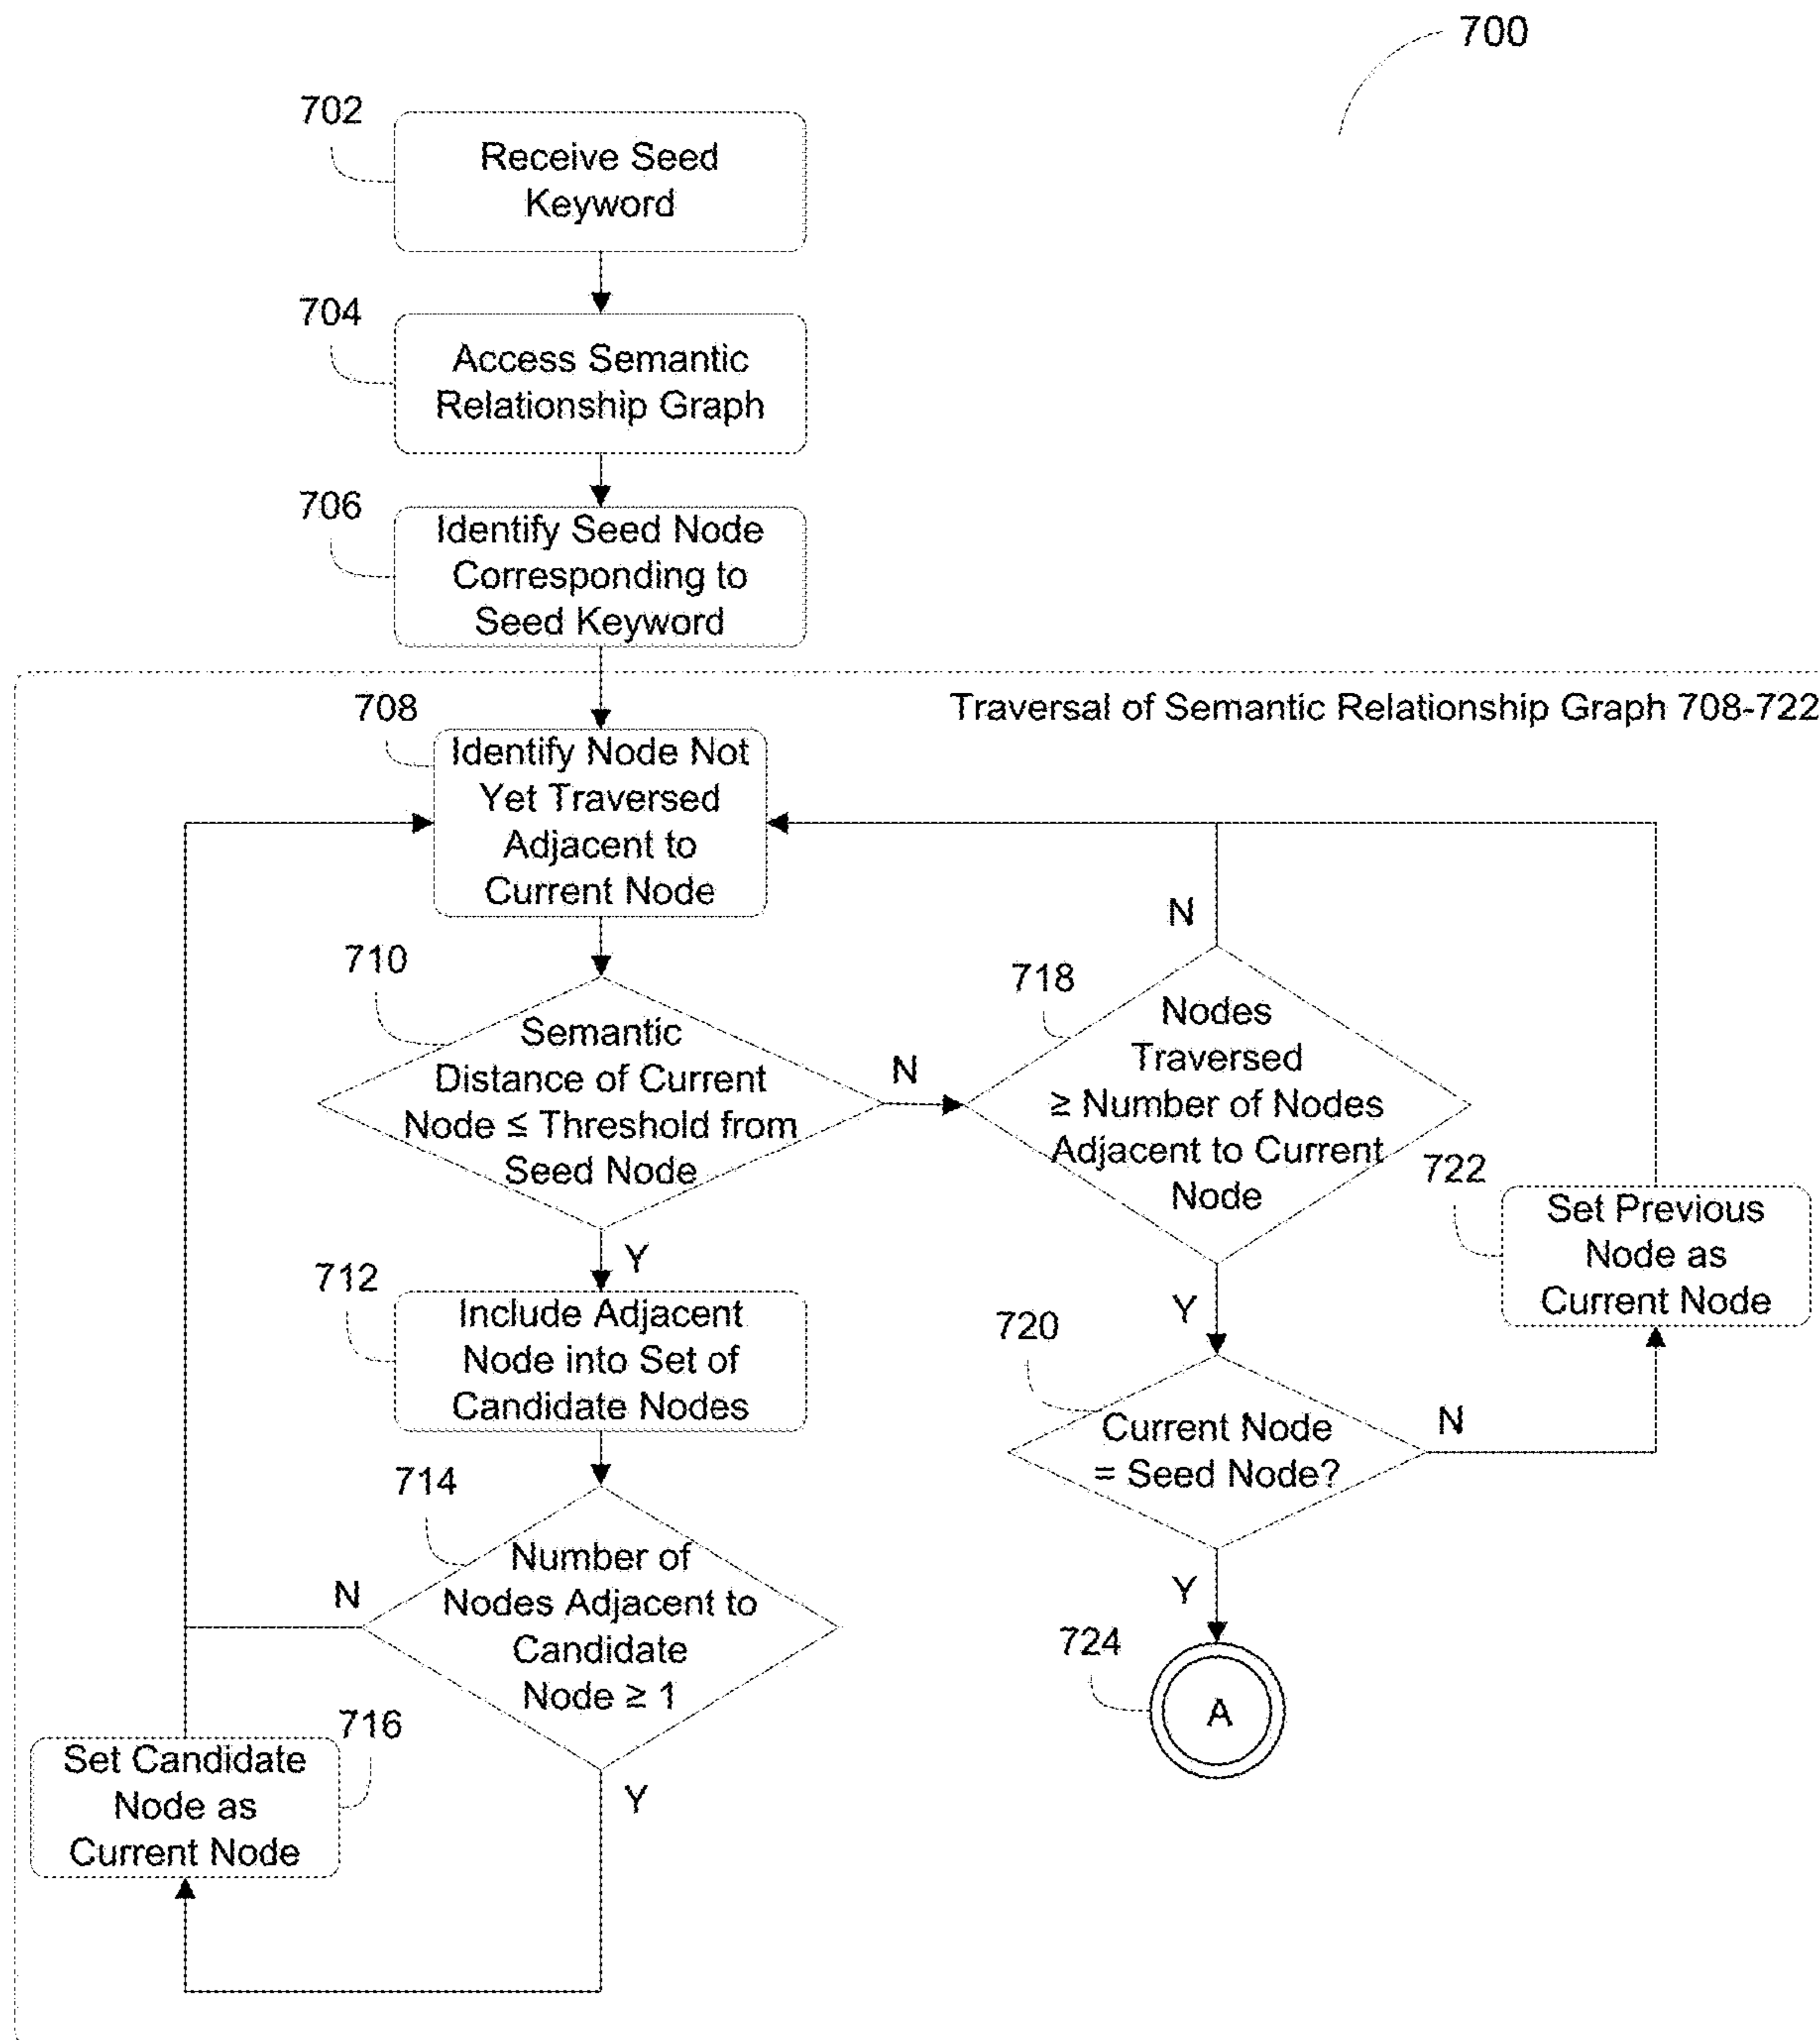 700
702
Receive Seed
Keyword
704
Access Semantic
Relationship Graph
706
Identify Seed Node
Corresponding to
Seed Keyword
Traversal of Semantic Relationship Graph 708-722
708
Identify Node Not
Yet Traversed
Adjacent to
Current Node
710
Semantic
Distance of Current
Node ≤ Threshold from
Seed Node
N
Y
718
Nodes
Traversed
≥ Number of Nodes
Adjacent to Current
Node
N
Y
722
Set Previous
Node as
Current Node
712
Include Adjacent
Node into Set of
Candidate Nodes
720
Current Node
= Seed Node?
N
Y
714
Number of
Nodes Adjacent to
Candidate
Node ≥ 1
N
Y
716
Set Candidate
Node as
Current Node
724
A